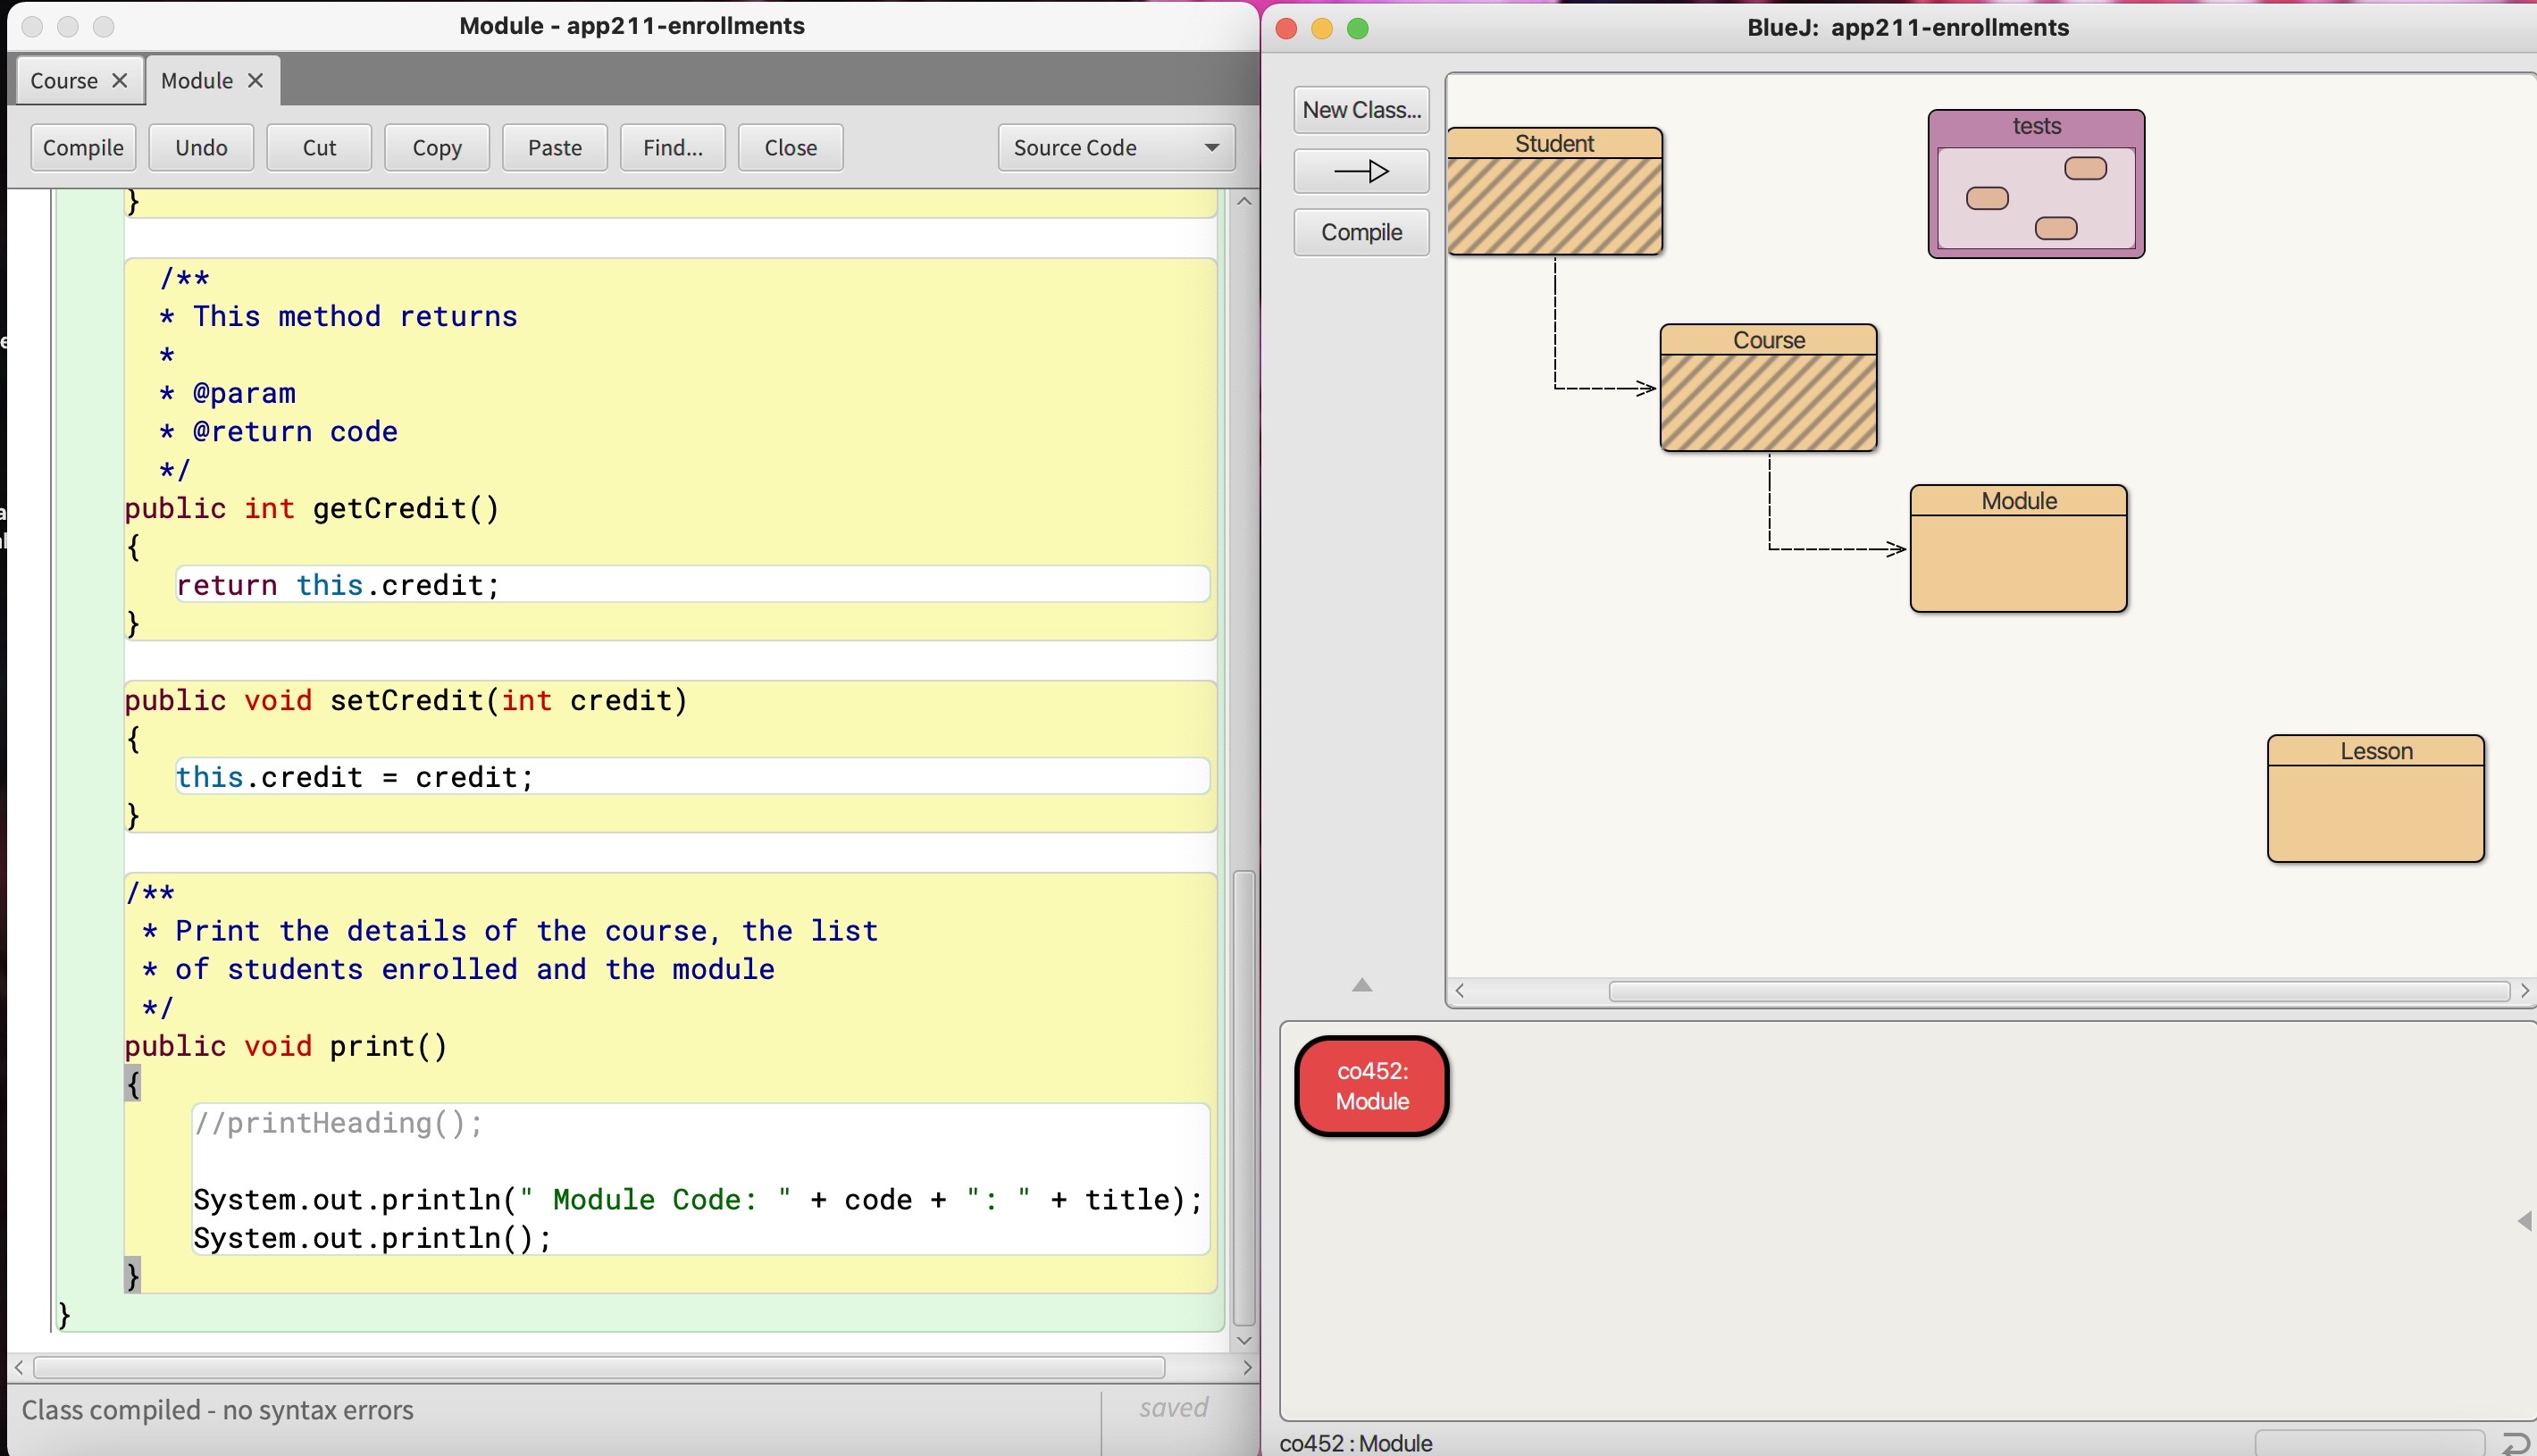 Module - app211-enrollments
Course
Module
Compile
Undo
Cut
Copy
Paste
Find...
Close
Source Code
}
/**
* This method returns
*
* @param
* @return code
*/
public int getCredit()
{
return this.credit;
}
public void setCredit(int credit)
{
this.credit = credit;
}
/**
* Print the details of the course, the list
* of students enrolled and the module
*/
public void print()
{
//printHeading();
System.out.println(" Module Code: " + code + ": " + title);
System.out.println();
}
}
Class compiled - no syntax errors
saved
BlueJ: app211-enrollments
New Class...
Compile
Student
tests
Course
Module
Lesson
co452:
Module
co452 : Module